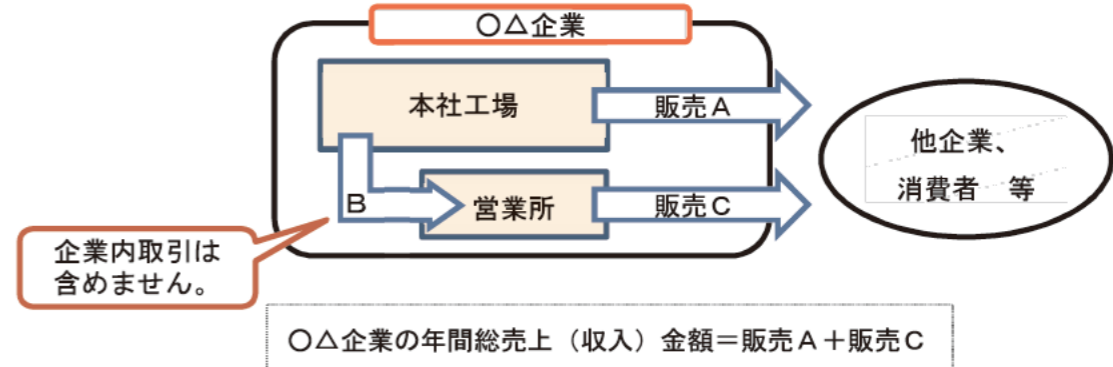 〇△企業
本社工場
販売A
他企業、
消費者　等
B
営業所
販売C
企業内取引は
含めません。
〇△企業の年間総売上（収入）金額＝販売A＋販売C